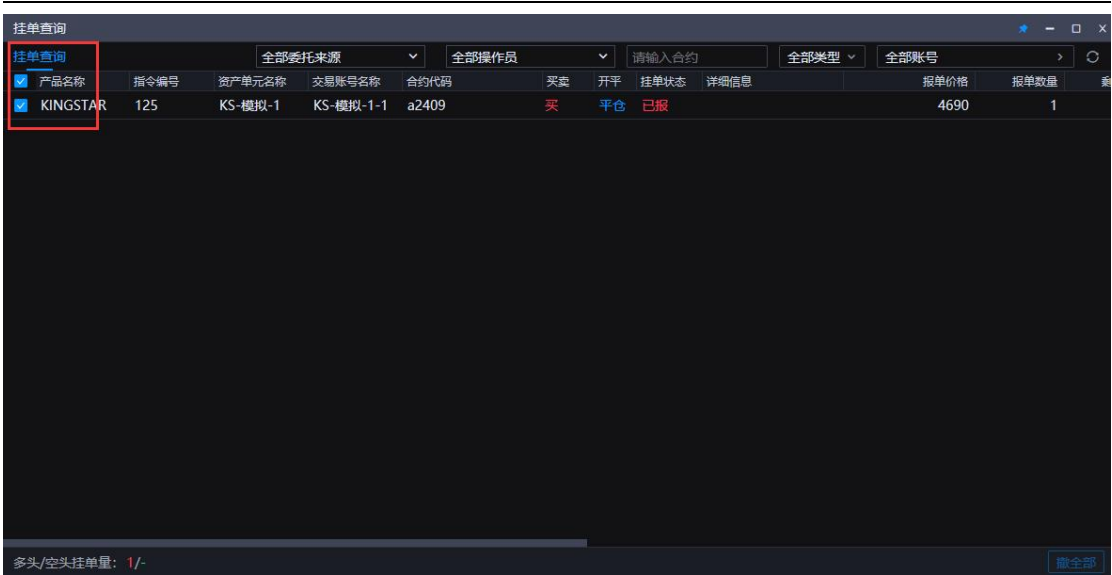 挂单查询
挂单查询 全部委托来源 全部操作员 请输入合约 全部类型 全部账号
产品名称 指令编号 资产单元名称 交易账号名称 合约代码 买卖 开平 挂单状态 详细信息 报单价格 报单数量
KINGSTAR 125 KS-模拟-1 KS-模拟-1-1 a2409 买 平仓 已报 4690 1
多头/空头挂单量: 1/- 撤全部